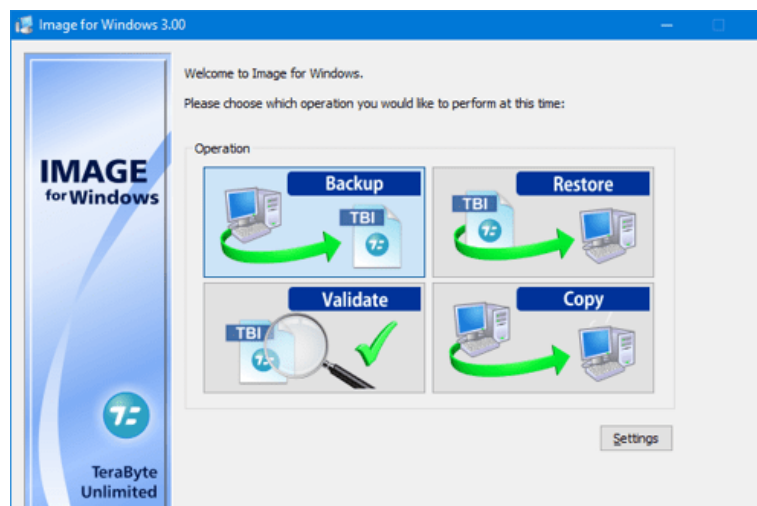 Image for Windows 3.00
Welcome to Image for Windows.
Please choose which operation you would like to perform at this time:
IMAGE
for Windows
Operation
Backup
TBI
Restore
TBI
Validate
TBI
Copy
Settings
TeraByte
Unlimited